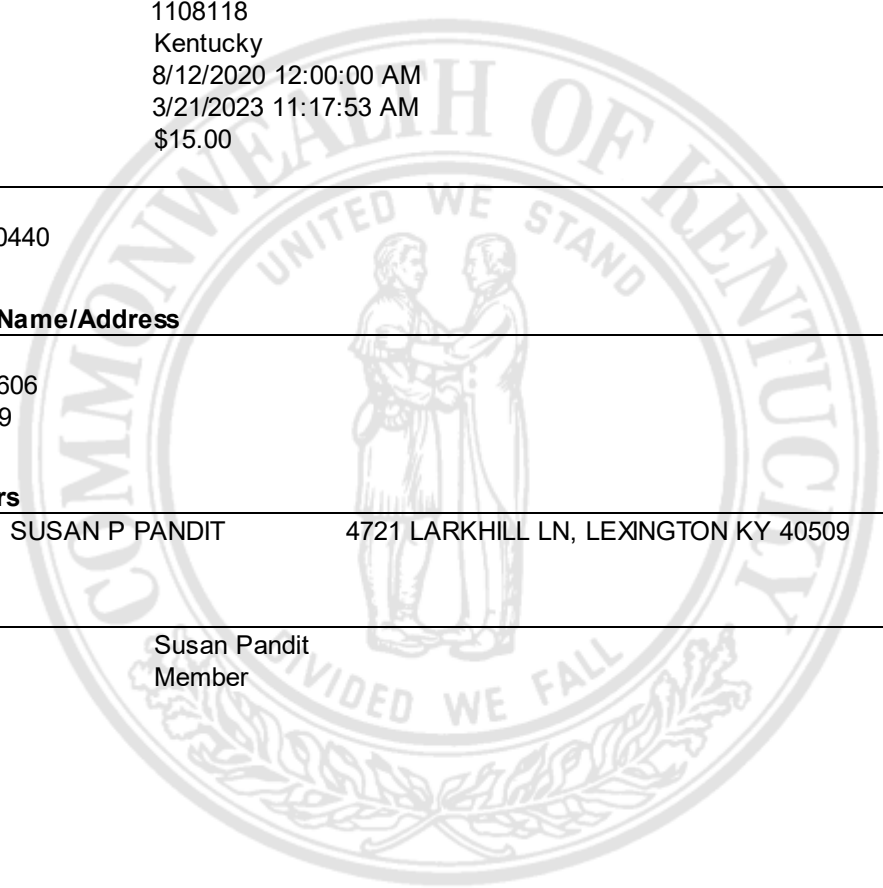 1108118
Kentucky
8/12/2020 12:00:00 AM
3/21/2023 11:17:53 AM
$15.00
0440
Name/Address
606
9
rs
SUSAN P PANDIT 4721 LARKHILL LN, LEXINGTON KY 40509
Susan Pandit
Member
COMMONWEALTH OF KENTUCKY
UNITED WE STAND
DIVIDED WE FALL